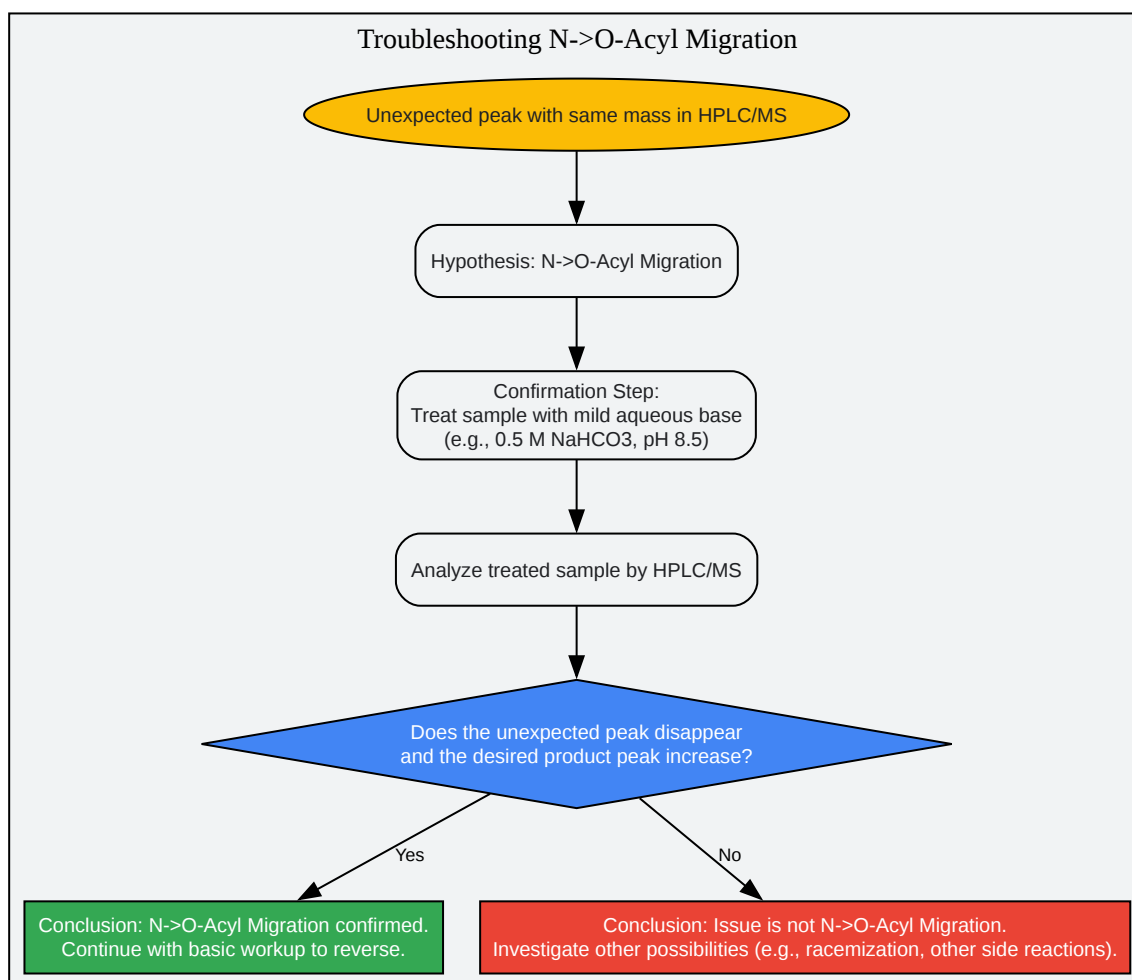 Troubleshooting N->O-Acyl Migration
Unexpected peak with same mass in HPLC/MS
Hypothesis: N->O-Acyl Migration
Confirmation Step:
Treat sample with mild aqueous base
(e.g., 0.5 M NaHCO3, pH 8.5)
Analyze treated sample by HPLC/MS
Does the unexpected peak disappear
and the desired product peak increase?
Yes
No
Conclusion: N->O-Acyl Migration confirmed.
Continue with basic workup to reverse.
Conclusion: Issue is not N->O-Acyl Migration.
Investigate other possibilities (e.g., racemization, other side reactions).